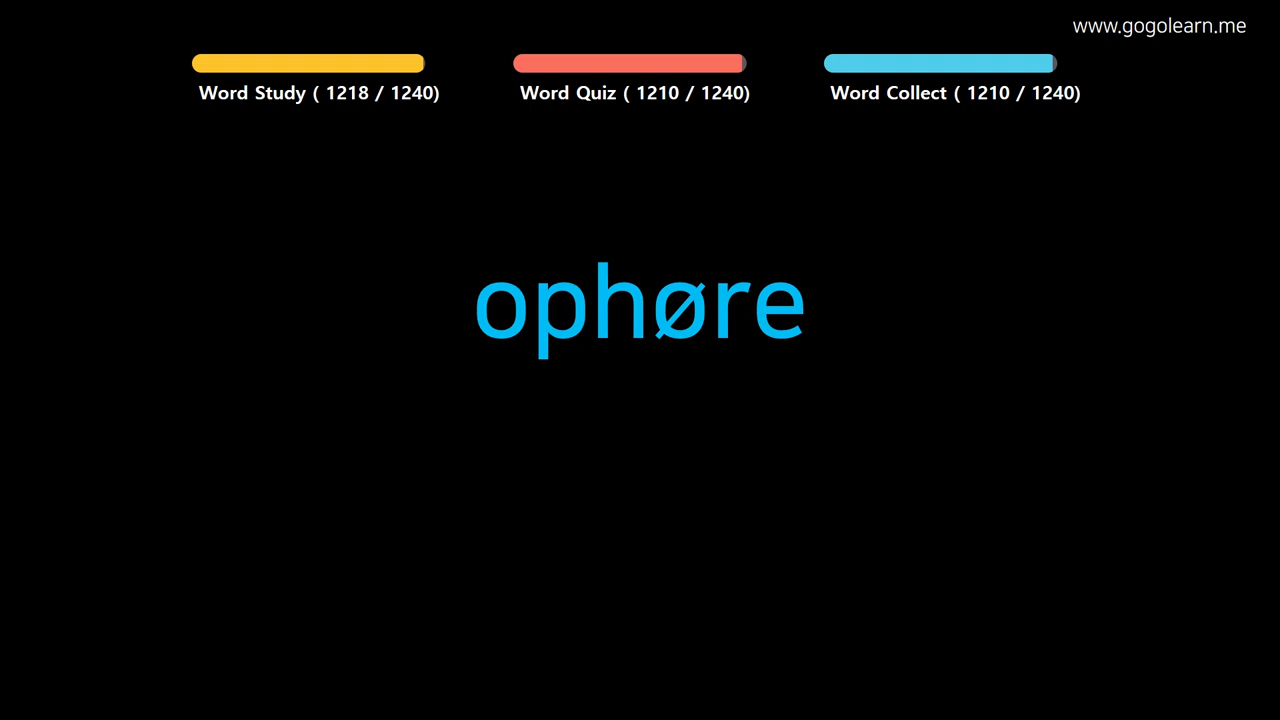 www.gogolearn.me
Word Study ( 1218 / 1240)
Word Quiz ( 1210 / 1240)
Word Collect ( 1210 / 1240)
ophøre